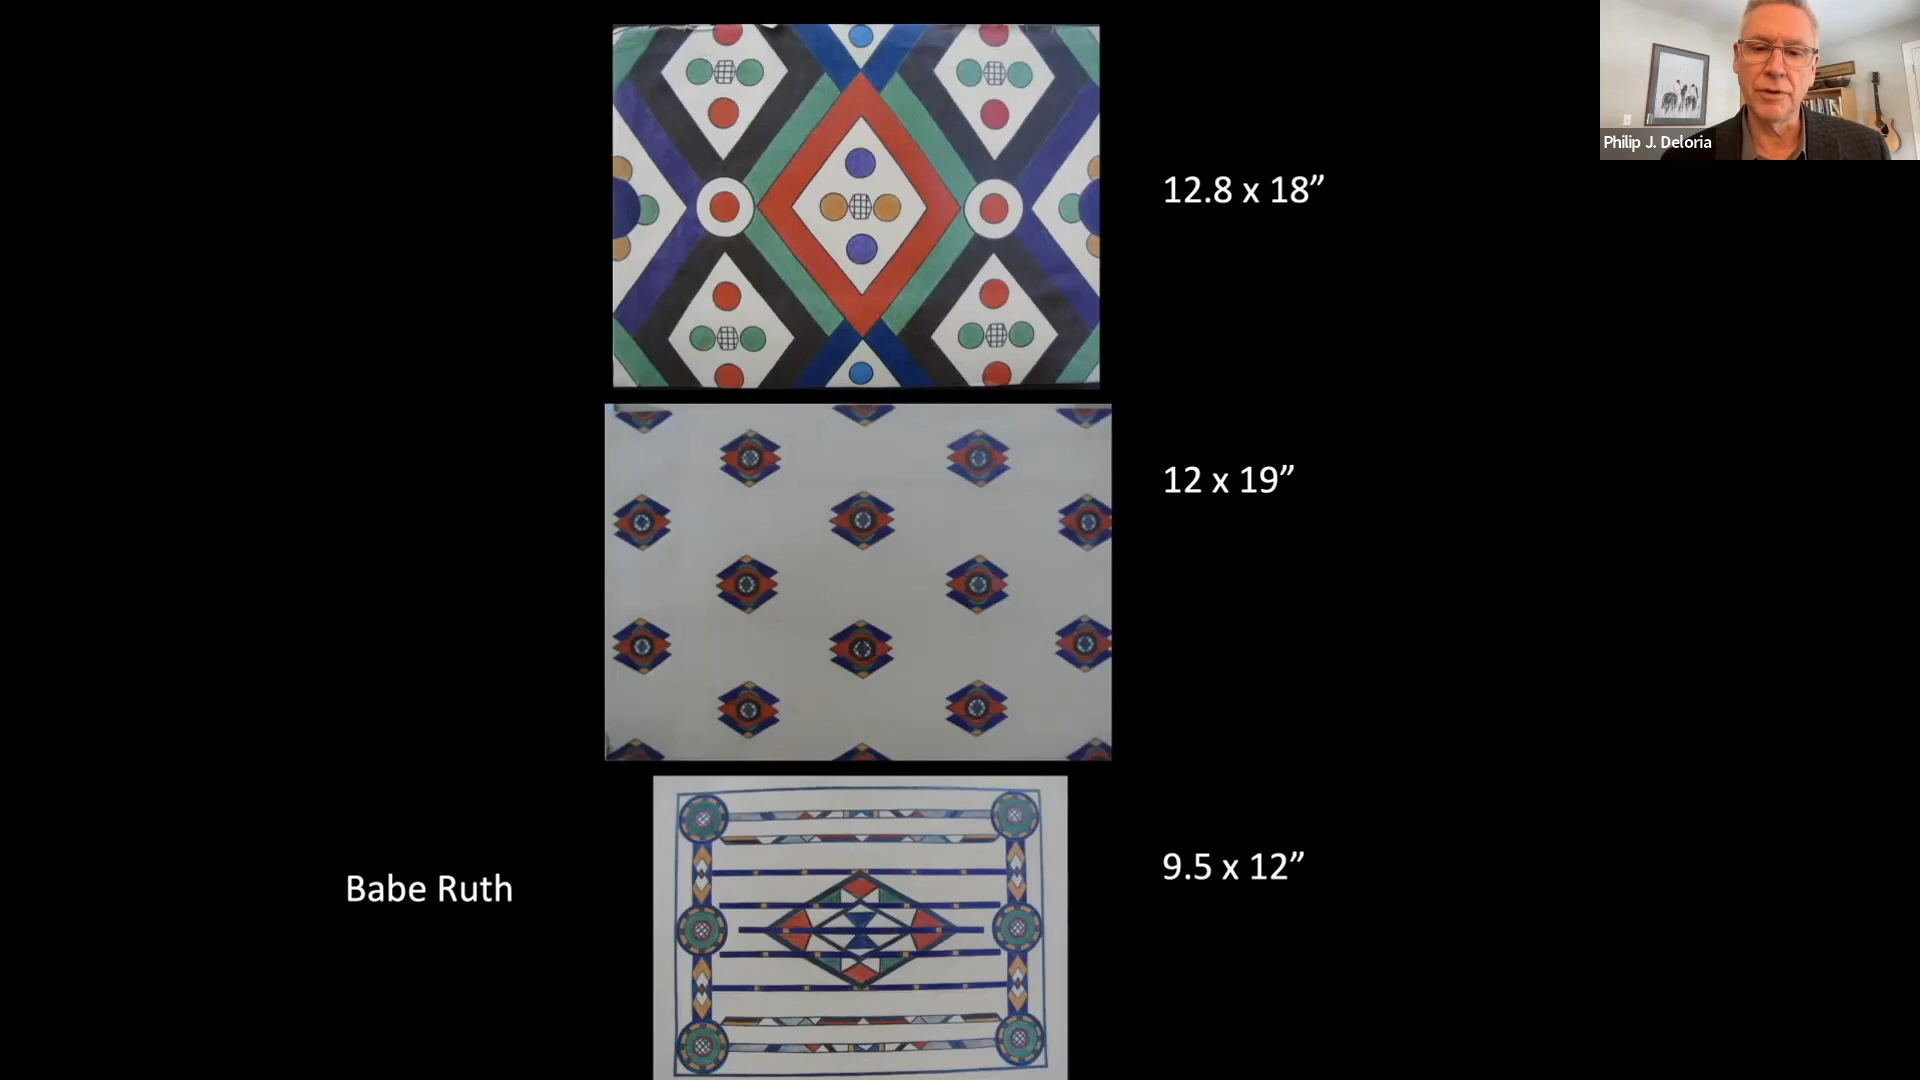 Philip J. Deloria
12.8 x 18”
12 x 19”
Babe Ruth
9.5 x 12”